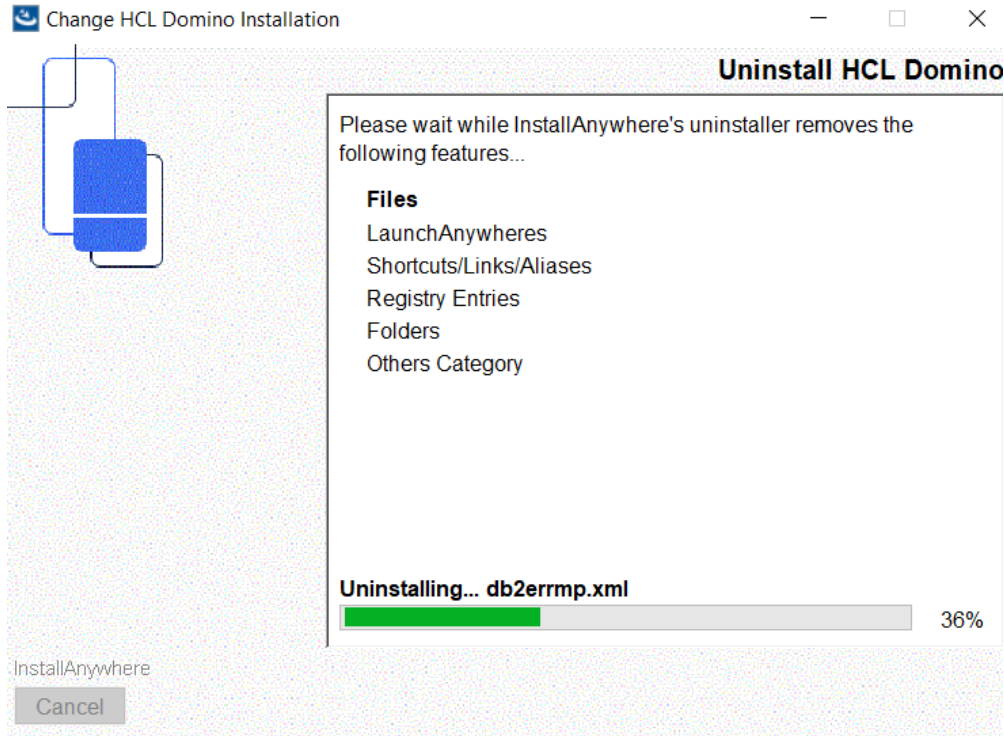 Change HCL Domino Installation
Uninstall HCL Domino
Please wait while InstallAnywhere's uninstaller removes the
following features...
Files
LaunchAnywheres
Shortcuts/Links/Aliases
Registry Entries
Folders
Others Category
Uninstalling... db2errmp.xml
36%
InstallAnywhere
Cancel